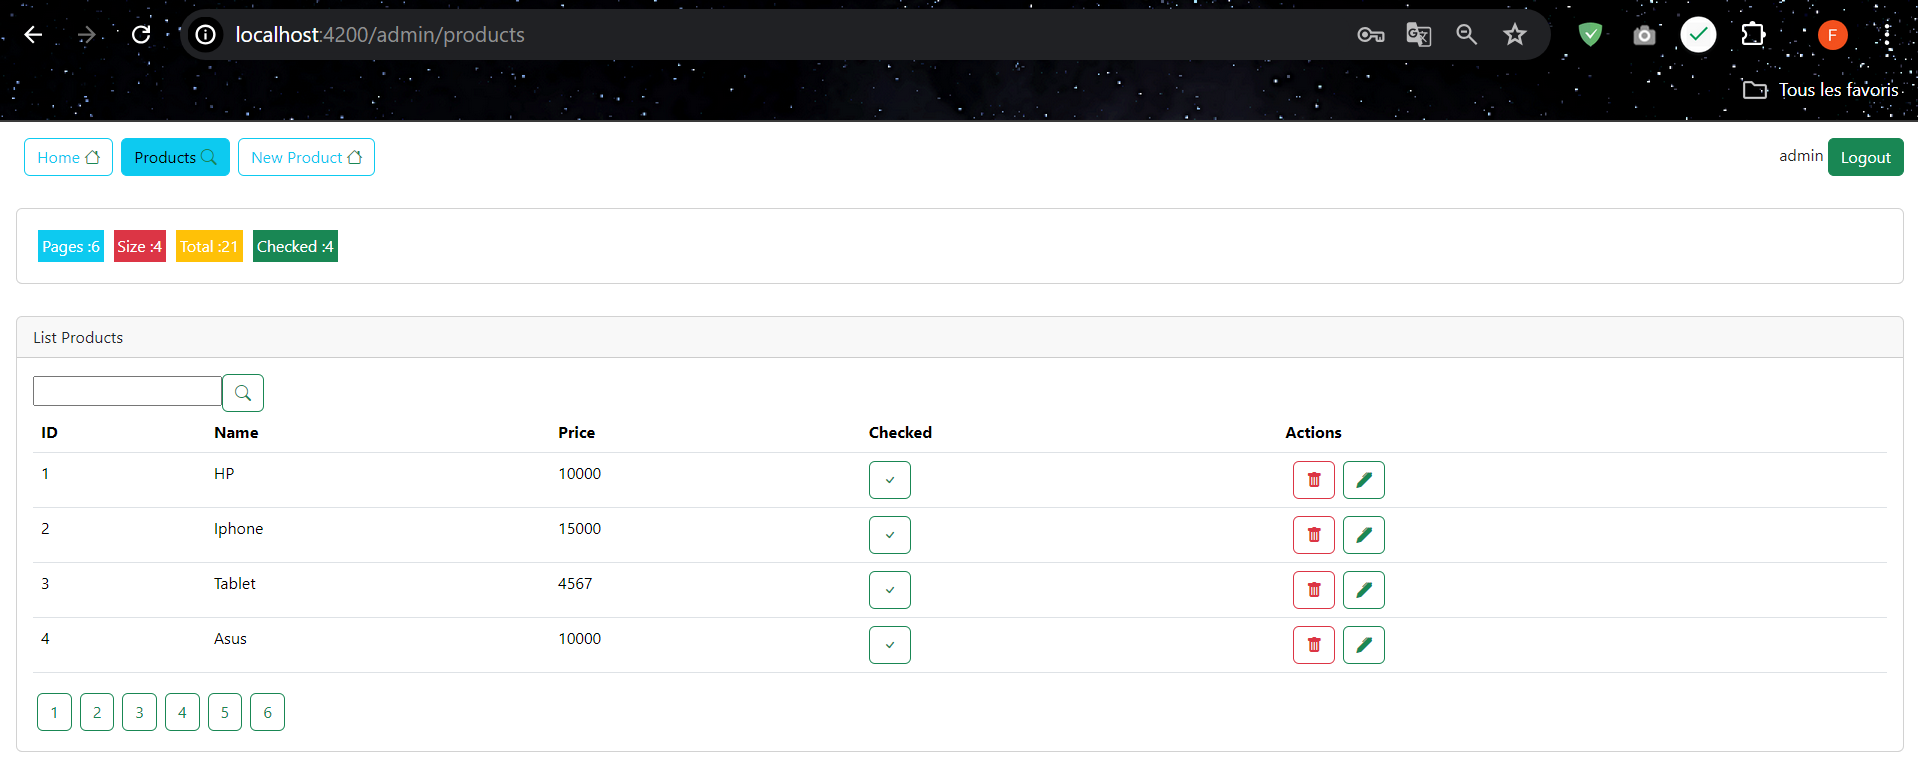 localhost:4200/admin/products
F
Tous les favoris
Home Products New Product admin Logout
Pages :6 Size :4 Total :21 Checked :4
List Products
ID Name Price Checked Actions
1 HP 10000
2 Iphone 15000
3 Tablet 4567
4 Asus 10000
1 2 3 4 5 6